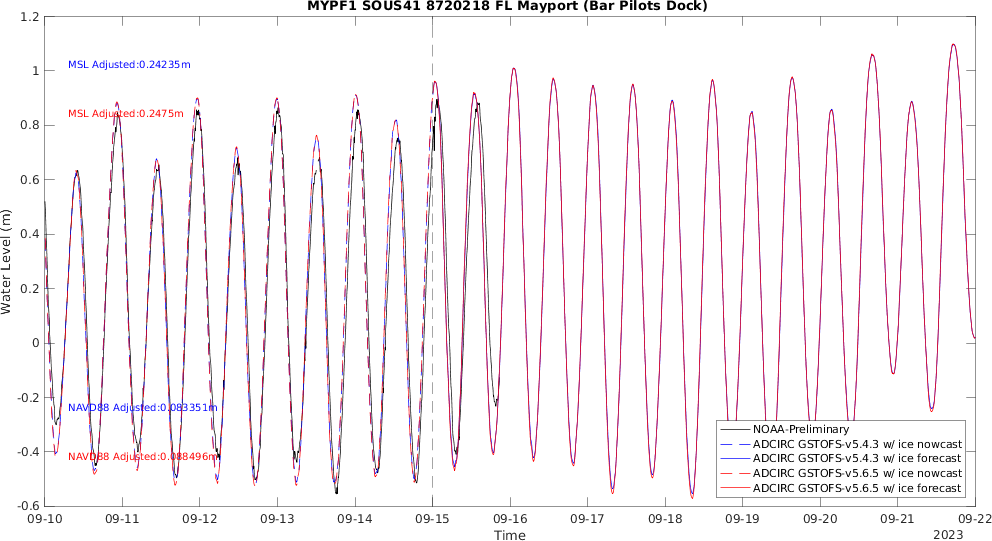 MYPF1 SOUS41 8720218 FL Mayport (Bar Pilots Dock)
1.2
1
0.8
0.6
0.4
0.2
0
-0.2
-0.4
-0.6
Water Level (m)
MSL Adjusted:0.24235m
MSL Adjusted:0.2475m
NAVD88 Adjusted:0.083351m
NAVD88 Adjusted:0.088496m
NOAA-Preliminary
ADCIRC GSTOFS-v5.4.3 w/ ice nowcast
ADCIRC GSTOFS-v5.4.3 w/ ice forecast
ADCIRC GSTOFS-v5.6.5 w/ ice nowcast
ADCIRC GSTOFS-v5.6.5 w/ ice forecast
09-10 09-11 09-12 09-13 09-14 09-15 09-16 09-17 09-18 09-19 09-20 09-21 09-22
Time
2023